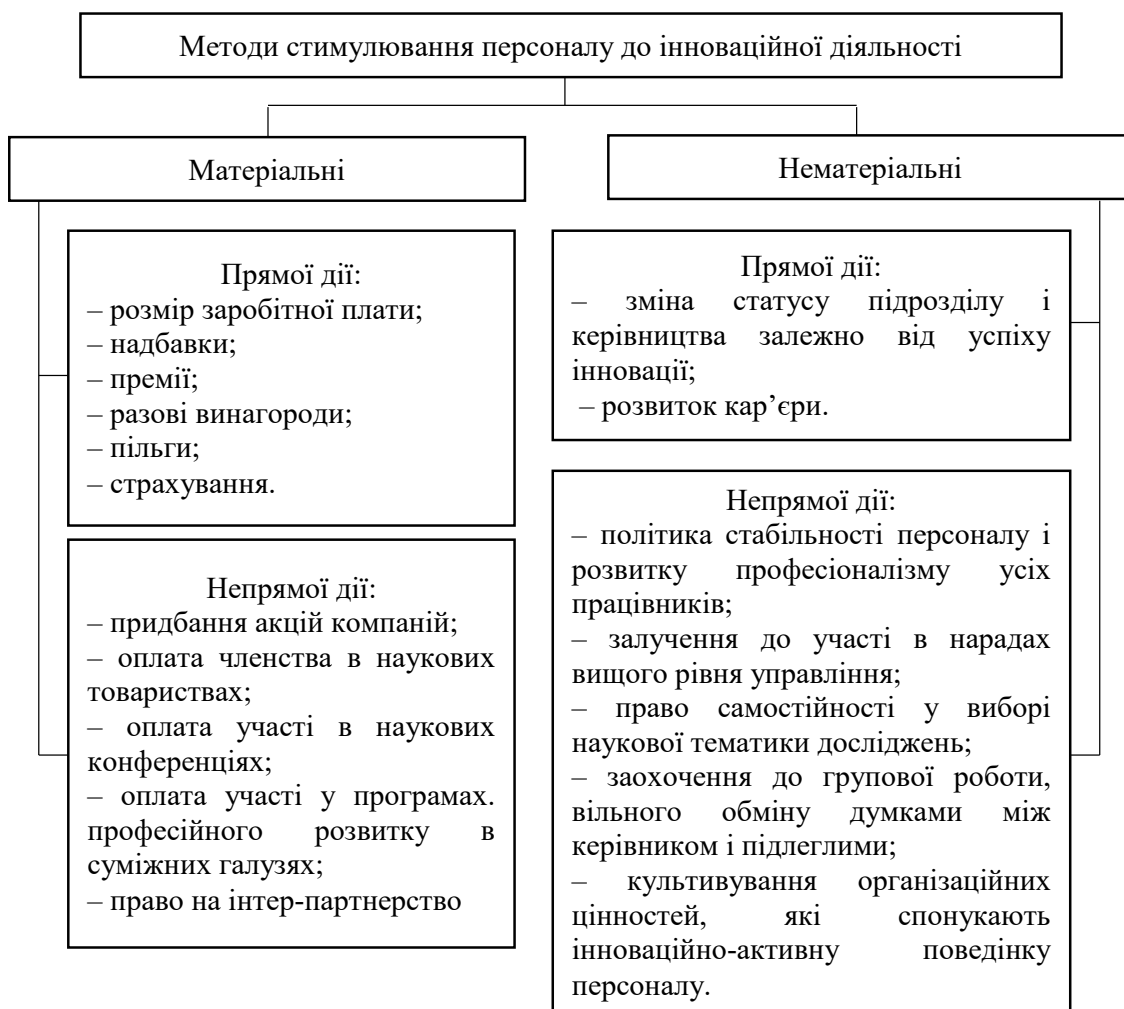 Методи стимулювання персоналу до інноваційної діяльності
Матеріальні
Прямої дії:
– розмір заробітної плати;
– надбавки;
– премії;
– разові винагороди;
– пільги;
– страхування.
Непрямої дії:
– придбання акцій компаній;
– оплата членства в наукових
товариствах;
– оплата участі в наукових
конференціях;
– оплата участі у програмах.
професійного розвитку в
суміжних галузях;
– право на інтер-партнерство
Нематеріальні
Прямої дії:
– зміна статусу підрозділу і
керівництва залежно від успіху
інновації;
– розвиток кар’єри.
Непрямої дії:
– політика стабільності персоналу і
розвитку професіоналізму усіх
працівників;
– залучення до участі в нарадах
вищого рівня управління;
– право самостійності у виборі
наукової тематики досліджень;
– заохочення до групової роботи,
вільного обміну думками між
керівником і підлеглими;
– культивування організаційних
цінностей, які спонукають
інноваційно-активну поведінку
персоналу.